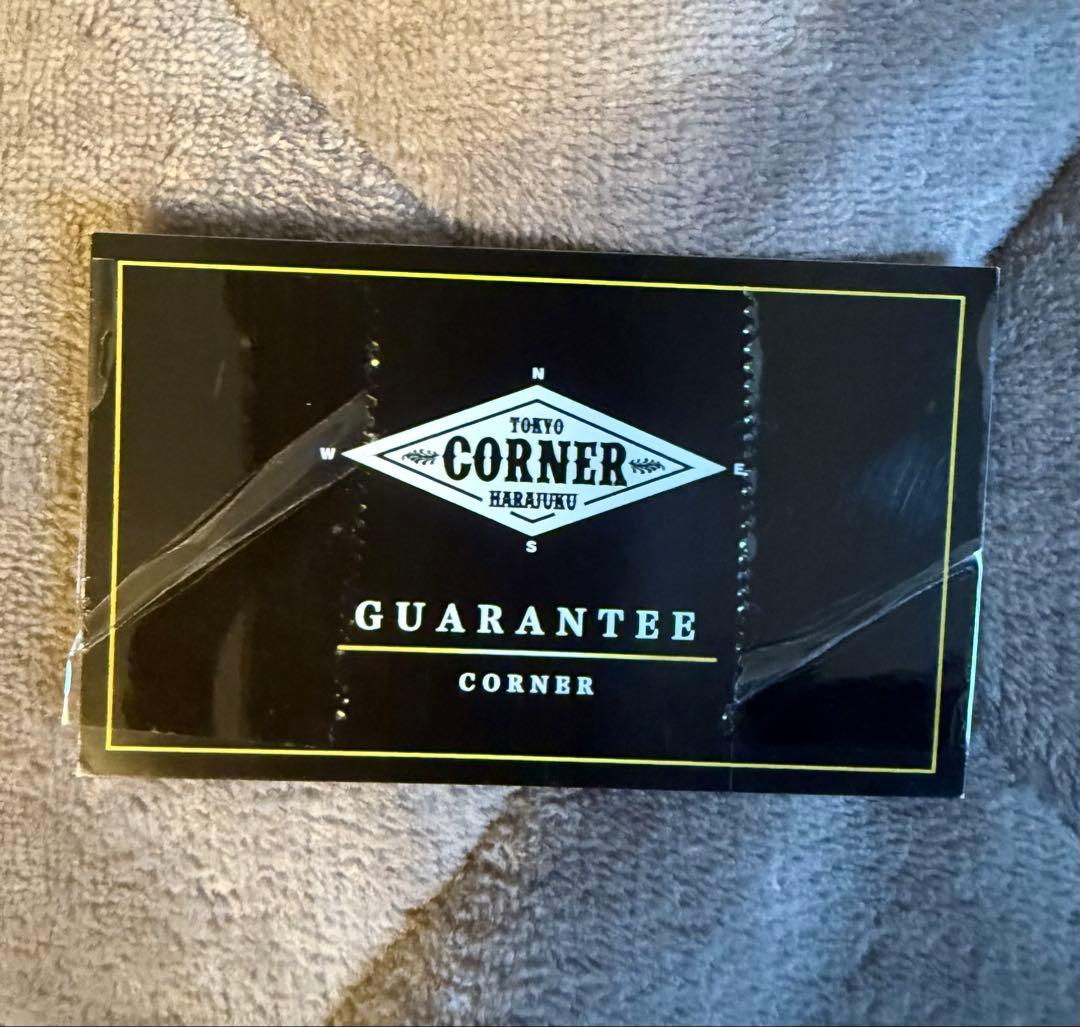 N
TOKYO
W CORNER E
HARAJUKU
S
GUARANTEE
CORNER